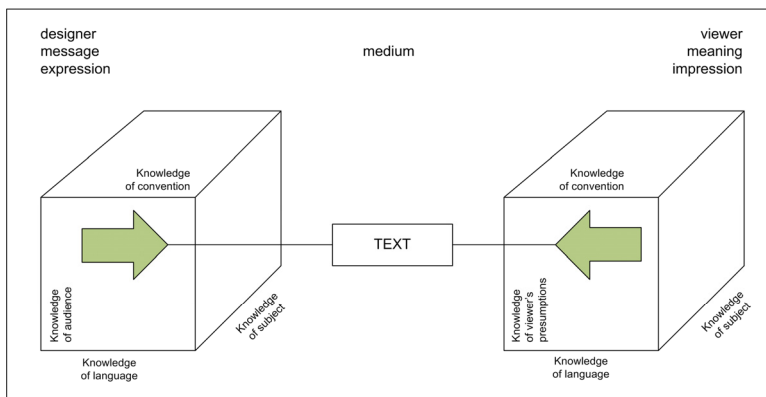 designer
message
expression
medium
viewer
meaning
impression
Knowledge
of convention
Knowledge
of audience
Knowledge
of subject
Knowledge
of language
TEXT
Knowledge
of convention
Knowledge
of viewer's
presumptions
Knowledge
of subject
Knowledge
of language